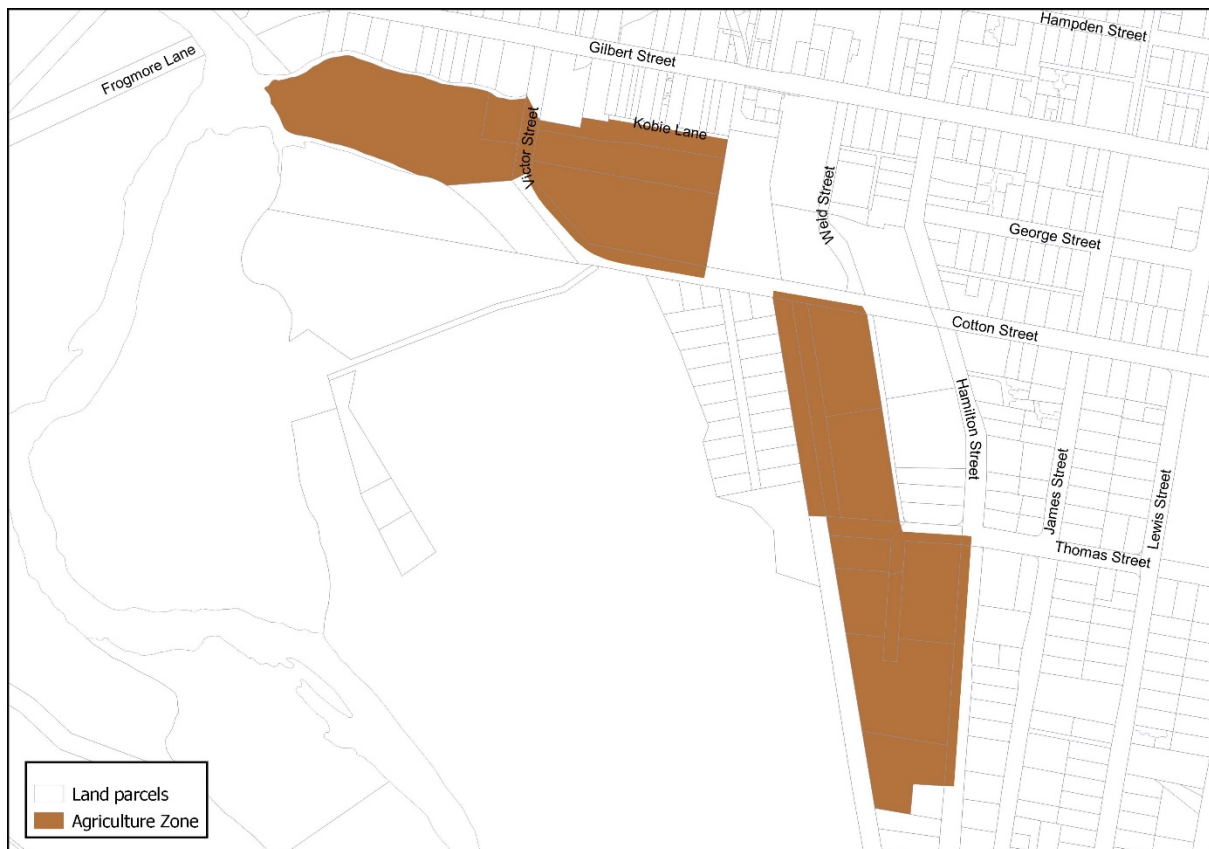 Hampden Street
Gilbert Street
Frogmore Lane
Kobie Lane
Victor Street
Weld Street
George Street
Cotton Street
Hamilton Street
James Street
Lewis Street
Thomas Street
Land parcels
Agriculture Zone